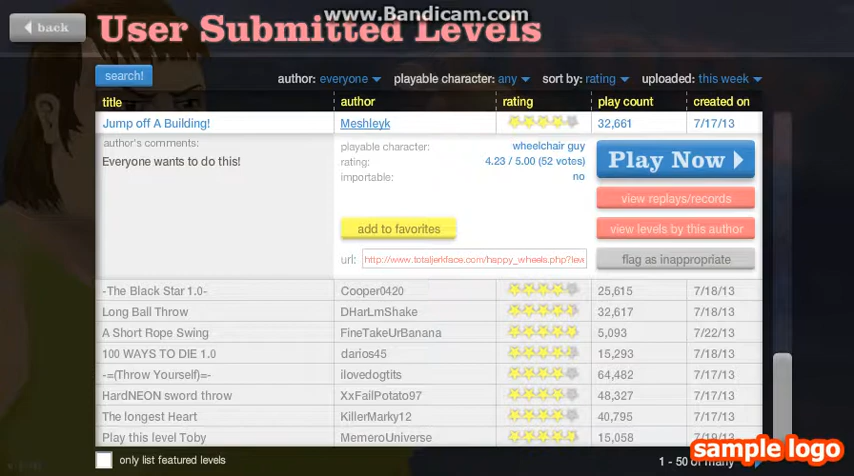 www.Bandicam.com
back
User Submitted Levels
search!
author: everyone playable character: any sort by: rating uploaded: this week
title author rating play count created on
Jump off A Building! Meshleyk 32,661 7/17/13
author's comments:
Everyone wants to do this!
playable character: wheelchair guy
rating: 4.23 / 5.00 (52 votes)
importable: no
Play Now
view replays/records
add to favorites
view levels by this author
url: http://www.totaljerkface.com/happy_wheels.php?lev
flag as inappropriate
-The Black Star 1.0- Cooper0420 25,615 7/18/13
Long Ball Throw DHarLmShake 32,617 7/18/13
A Short Rope Swing FineTakeUrBanana 5,093 7/22/13
100 WAYS TO DIE 1.0 darios45 15,293 7/18/13
-=(Throw Yourself)=- ilovedogtits 64,482 7/17/13
HardNEON sword throw XxFailPotato97 48,327 7/17/13
The longest Heart KillerMarky12 40,795 7/17/13
Play this level Toby MemeroUniverse 15,058
only list featured levels
1 - 50 of many
sample logo